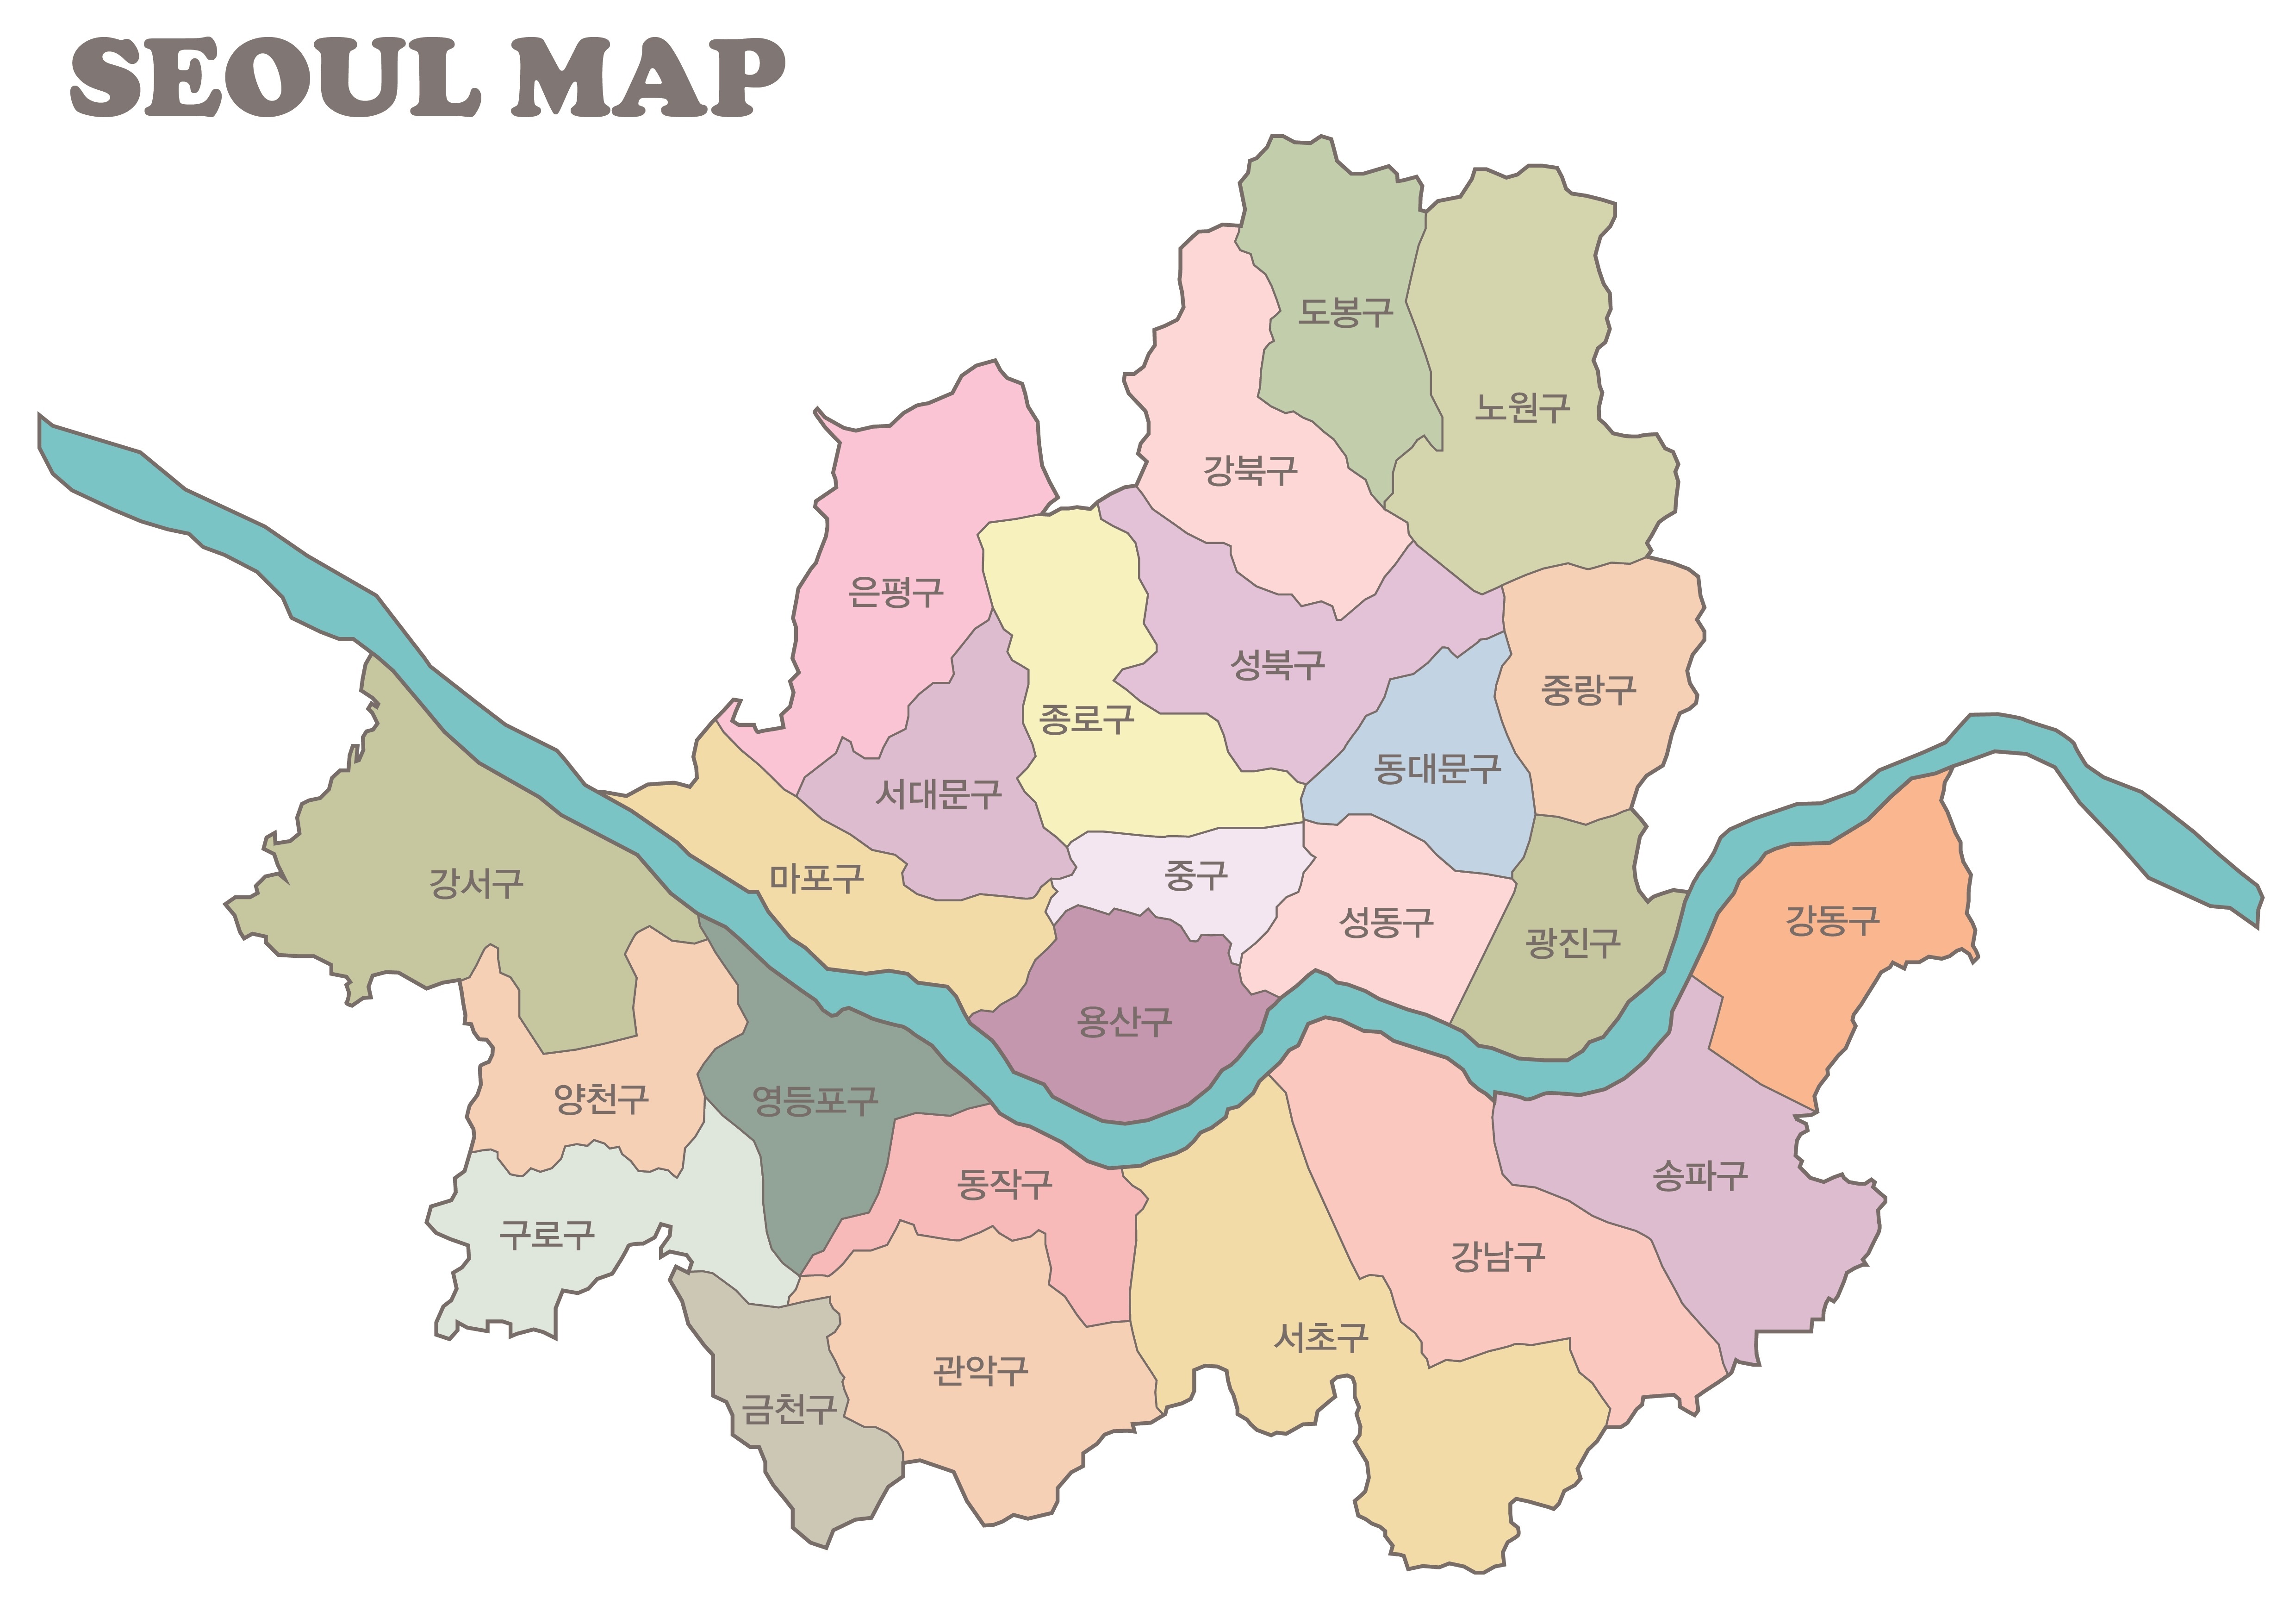 SEOUL MAP
도봉구
노원구
강북구
은평구
성북구
중랑구
종로구
동대문구
서대문구
중구
마포구
강서구
성동구
강동구
광진구
용산구
양천구
영등포구
송파구
동작구
구로구
강남구
서초구
관악구
금천구